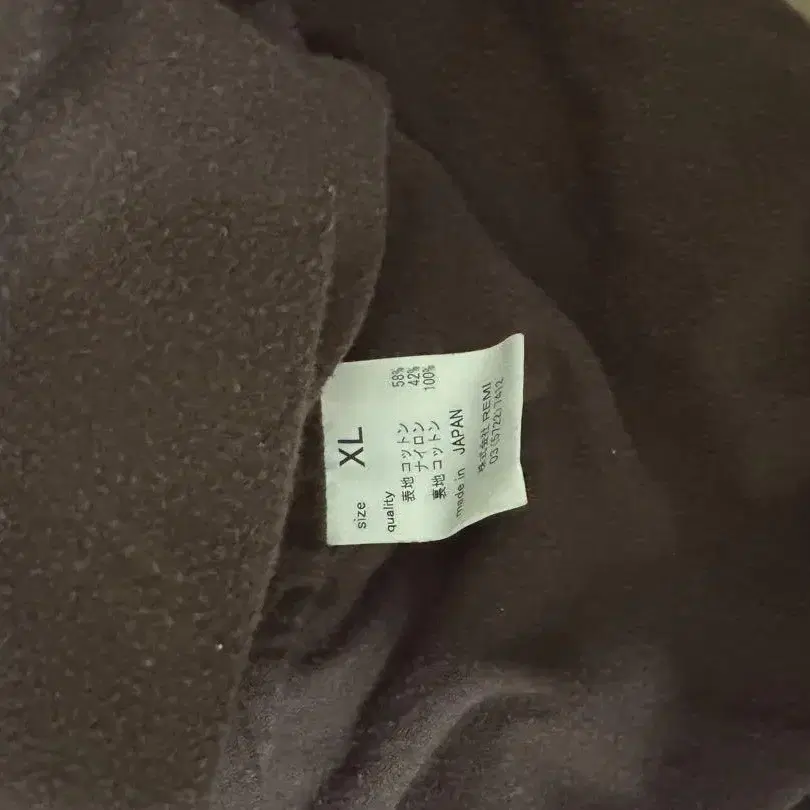 size XL
quality
表地 コットン 58%
ナイロン 42%
裏地 コットン 100%
made in JAPAN
株式会社 REMI
03(5722)7412